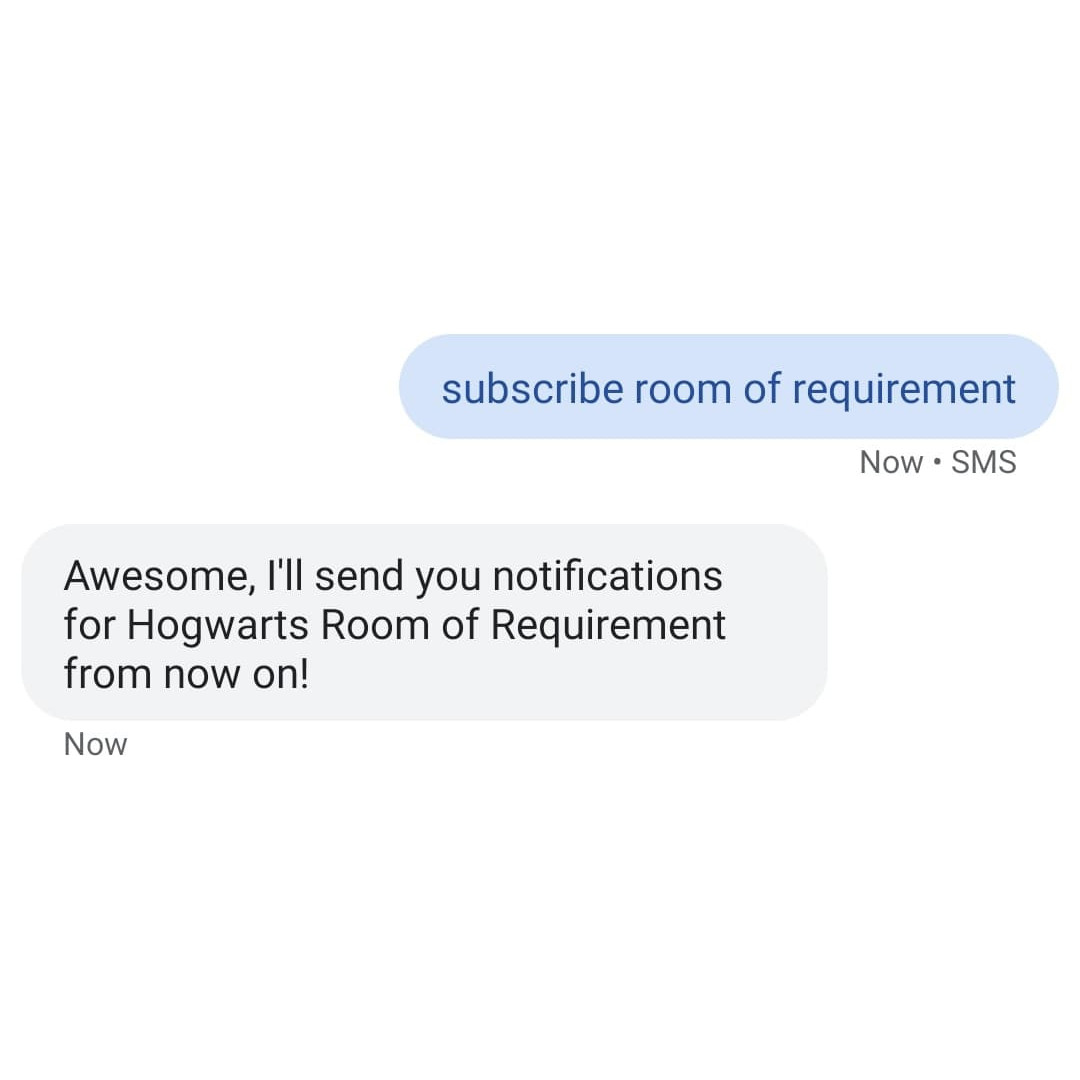 subscribe room of requirement
Now • SMS
Awesome, I'll send you notifications
for Hogwarts Room of Requirement
from now on!
Now